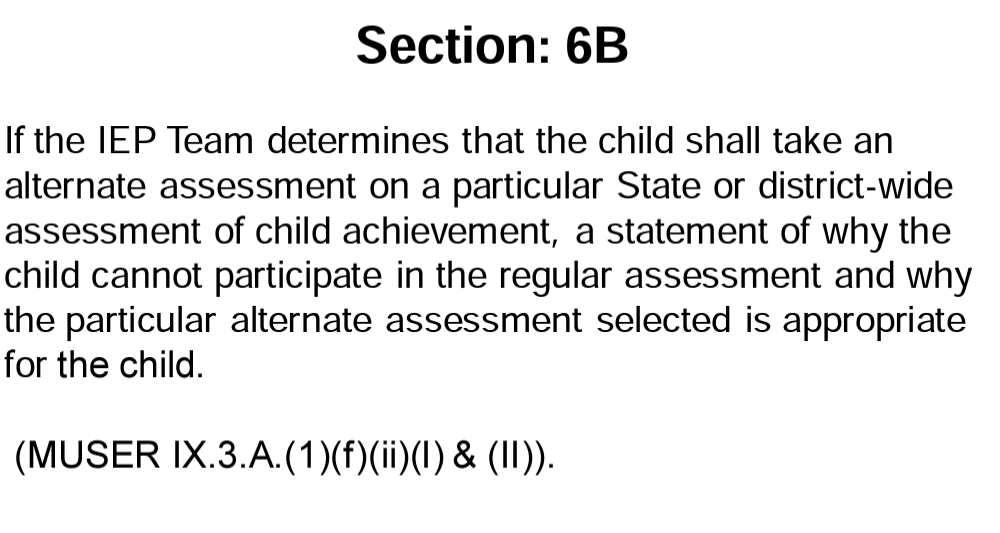 Section: 6B
If the IEP Team determines that the child shall take an
alternate assessment on a particular State or district-wide
assessment of child achievement, a statement of why the
child cannot participate in the regular assessment and why
the particular alternate assessment selected is appropriate
for the child.
(MUSER IX.3.A.(1)(f)(ii)(I) & (II)).